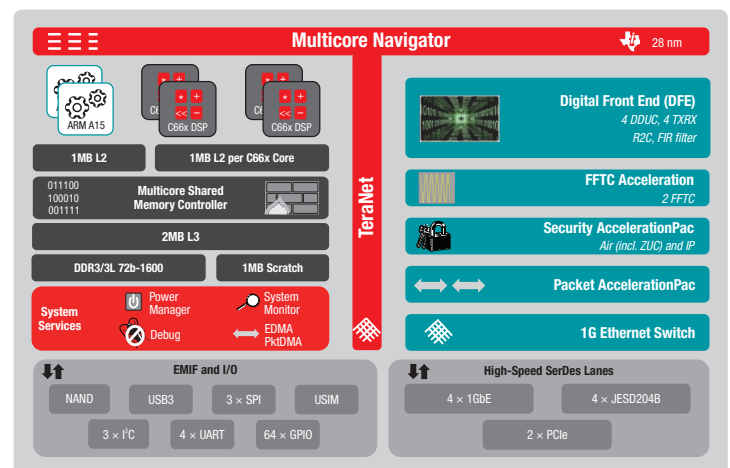 Multicore Navigator
28 nm
ARM A15
C66x DSP
C66x DSP
1MB L2
1MB L2 per C66x Core
011100
100010
001111
Multicore Shared
Memory Controller
2MB L3
DDR3/3L 72b-1600
1MB Scratch
System
Services
Power
Manager
System
Monitor
Debug
EDMA
PktDMA
TeraNet
Digital Front End (DFE)
4 DDUC, 4 TXRX
R2C, FIR filter
FFTC Acceleration
2 FFTC
Security AccelerationPac
Air (incl. ZUC) and IP
Packet AccelerationPac
1G Ethernet Switch
EMIF and I/O
NAND
USB3
3 × SPI
USIM
3 × I²C
4 × UART
64 × GPIO
High-Speed SerDes Lanes
4 × 1GbE
4 × JESD204B
2 × PCIe